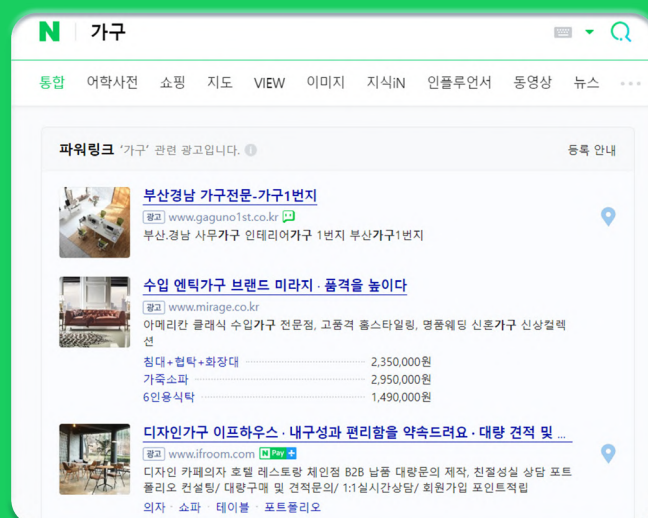 N 가구
통합 어학사전 쇼핑 지도 VIEW 이미지 지식iN 인플루언서 동영상 뉴스
파워링크 '가구' 관련 광고입니다. 등록 안내
부산경남 가구전문-가구1번지
광고 www.gaguno1st.co.kr
부산.경남 사무가구 인테리어가구 1번지 부산가구1번지
수입 엔틱가구 브랜드 미라지 · 품격을 높이다
광고 www.mirage.co.kr
아메리칸 클래식 수입가구 전문점, 고품격 홈스타일링, 명품웨딩 신혼가구 신상컬렉
션
침대+협탁+화장대 2,350,000원
가죽소파 2,950,000원
6인용식탁 1,490,000원
디자인가구 이프하우스 · 내구성과 편리함을 약속드려요 · 대량 견적 및 ...
광고 www.ifroom.com N Pay +
디자인 카페의자 호텔 레스토랑 체인점 B2B 납품 대량문의 제작, 친절성실 상담 포트
폴리오 컨설팅/ 대량구매 및 견적문의/ 1:1실시간상담/ 회원가입 포인트적립
의자 · 쇼파 · 테이블 · 포트폴리오